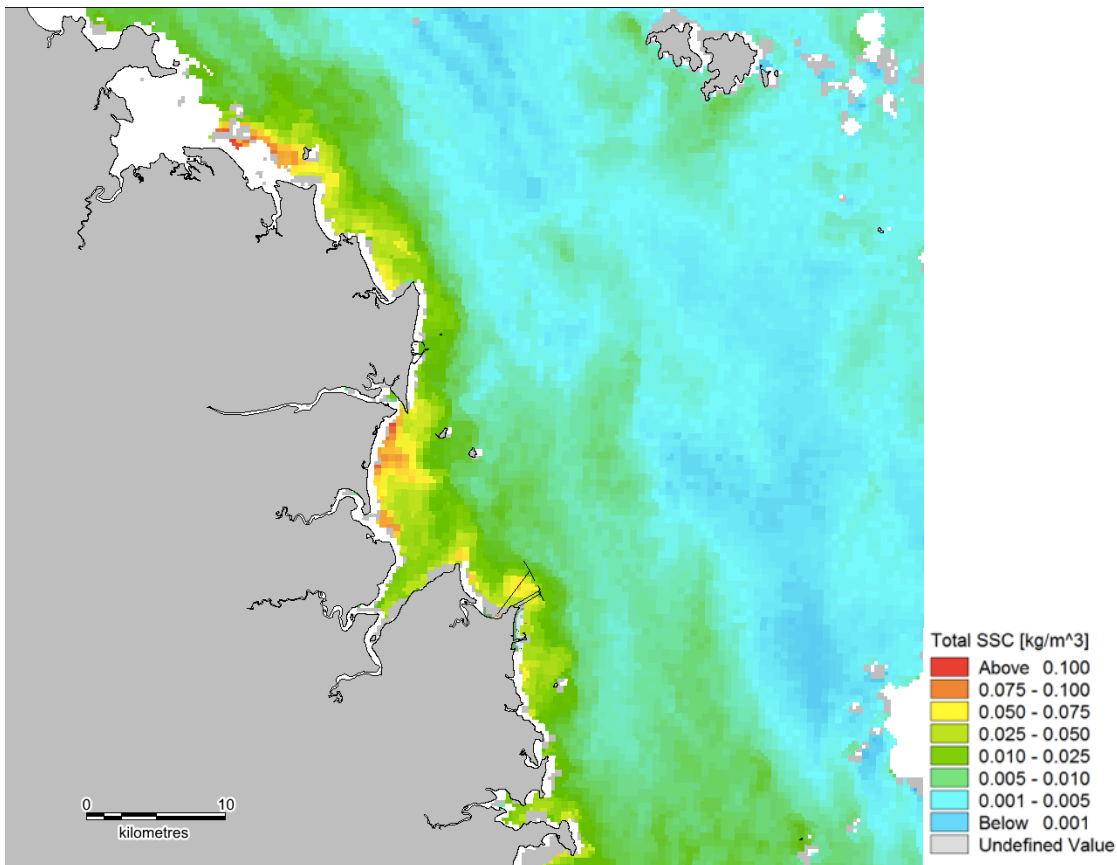 Total SSC [kg/m^3]
Above 0.100
0.075 - 0.100
0.050 - 0.075
0.025 - 0.050
0.010 - 0.025
0.005 - 0.010
0.001 - 0.005
Below 0.001
Undefined Value
0 10
kilometres